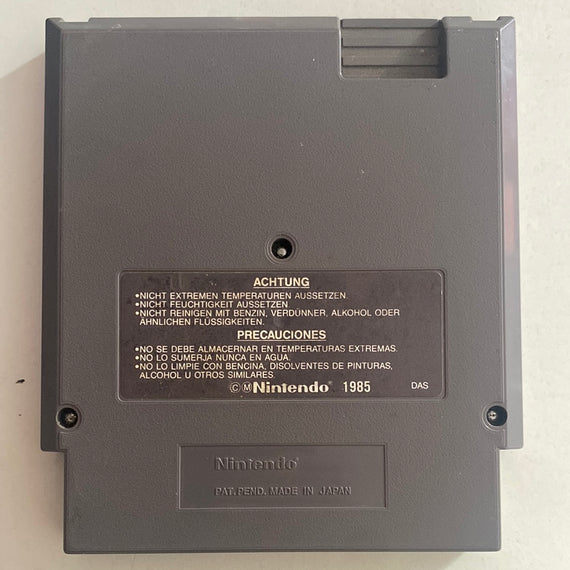 ACHTUNG
•NICHT EXTREMEN TEMPERATUREN AUSSETZEN.
•NICHT FEUCHTIGKEIT AUSSETZEN.
•NICHT REINIGEN MIT BENZIN, VERDÜNNER, ALKOHOL ODER
ÄHNLICHEN FLÜSSIGKEITEN.
PRECAUCIONES
•NO SE DEBE ALMACERNAR EN TEMPERATURAS EXTREMAS.
•NO LO SUMERJA NUNCA EN AGUA.
•NO LO LIMPIE CON BENCINA, DISOLVENTES DE PINTURAS,
ALCOHOL U OTROS SIMILARES.
©Ⓜ Nintendo® 1985 DAS
Nintendo®
PAT. PEND. MADE IN JAPAN